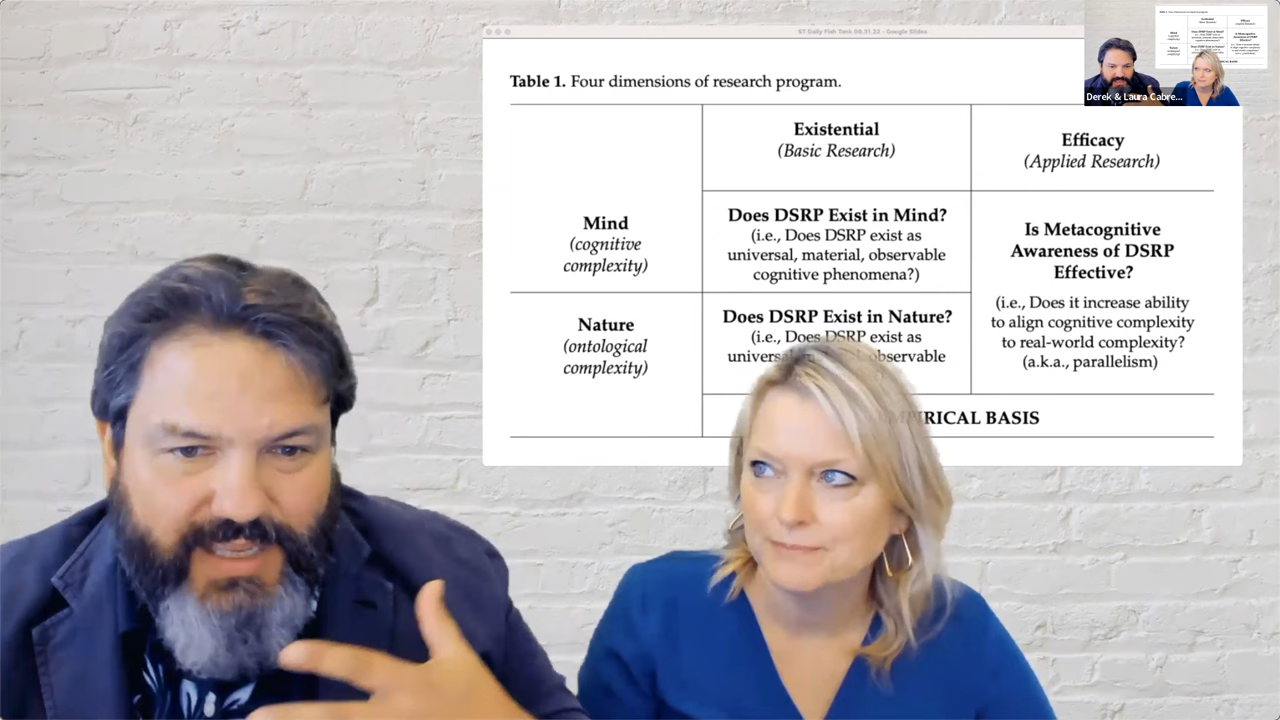 ST Daily Fish Tank 08.31.22 - Google Slides
Derek & Laura Cabre...
Table 1. Four dimensions of research program.
Existential
(Basic Research)
Efficacy
(Applied Research)
Mind
(cognitive
complexity)
Does DSRP Exist in Mind?
(i.e., Does DSRP exist as
universal, material, observable
cognitive phenomena?)
Is Metacognitive
Awareness of DSRP
Effective?
(i.e., Does it increase ability
to align cognitive complexity
to real-world complexity?
(a.k.a., parallelism)
Nature
(ontological
complexity)
Does DSRP Exist in Nature?
(i.e., Does DSRP exist as
observable
RICAL BASIS